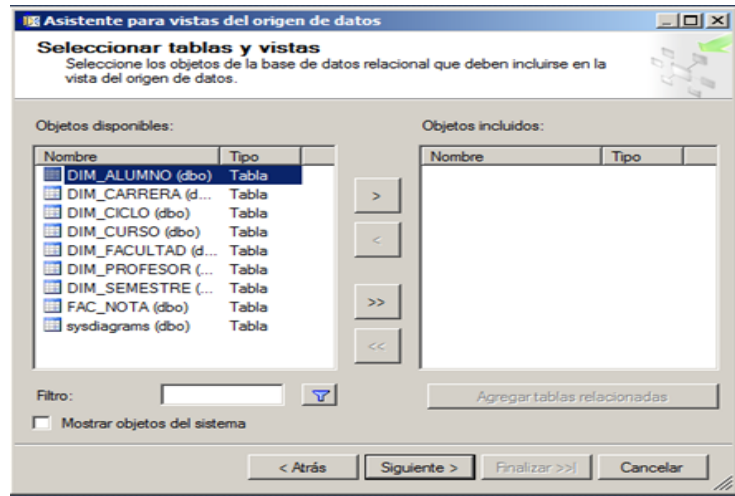 Asistente para vistas del origen de datos
Seleccionar tablas y vistas
Seleccione los objetos de la base de datos relacional que deben incluirse en la
vista del origen de datos.
Objetos disponibles:
Objetos incluidos:
Nombre Tipo
Nombre Tipo
DIM_ALUMNO (dbo) Tabla
DIM_CARRERA (d... Tabla
DIM_CICLO (dbo) Tabla
DIM_CURSO (dbo) Tabla
DIM_FACULTAD (d... Tabla
DIM_PROFESOR (... Tabla
DIM_SEMESTRE (... Tabla
FAC_NOTA (dbo) Tabla
sysdiagrams (dbo) Tabla
>
<
>>
<<
Filtro:
Agregar tablas relacionadas
Mostrar objetos del sistema
< Atrás Siguiente > Finalizar >>| Cancelar